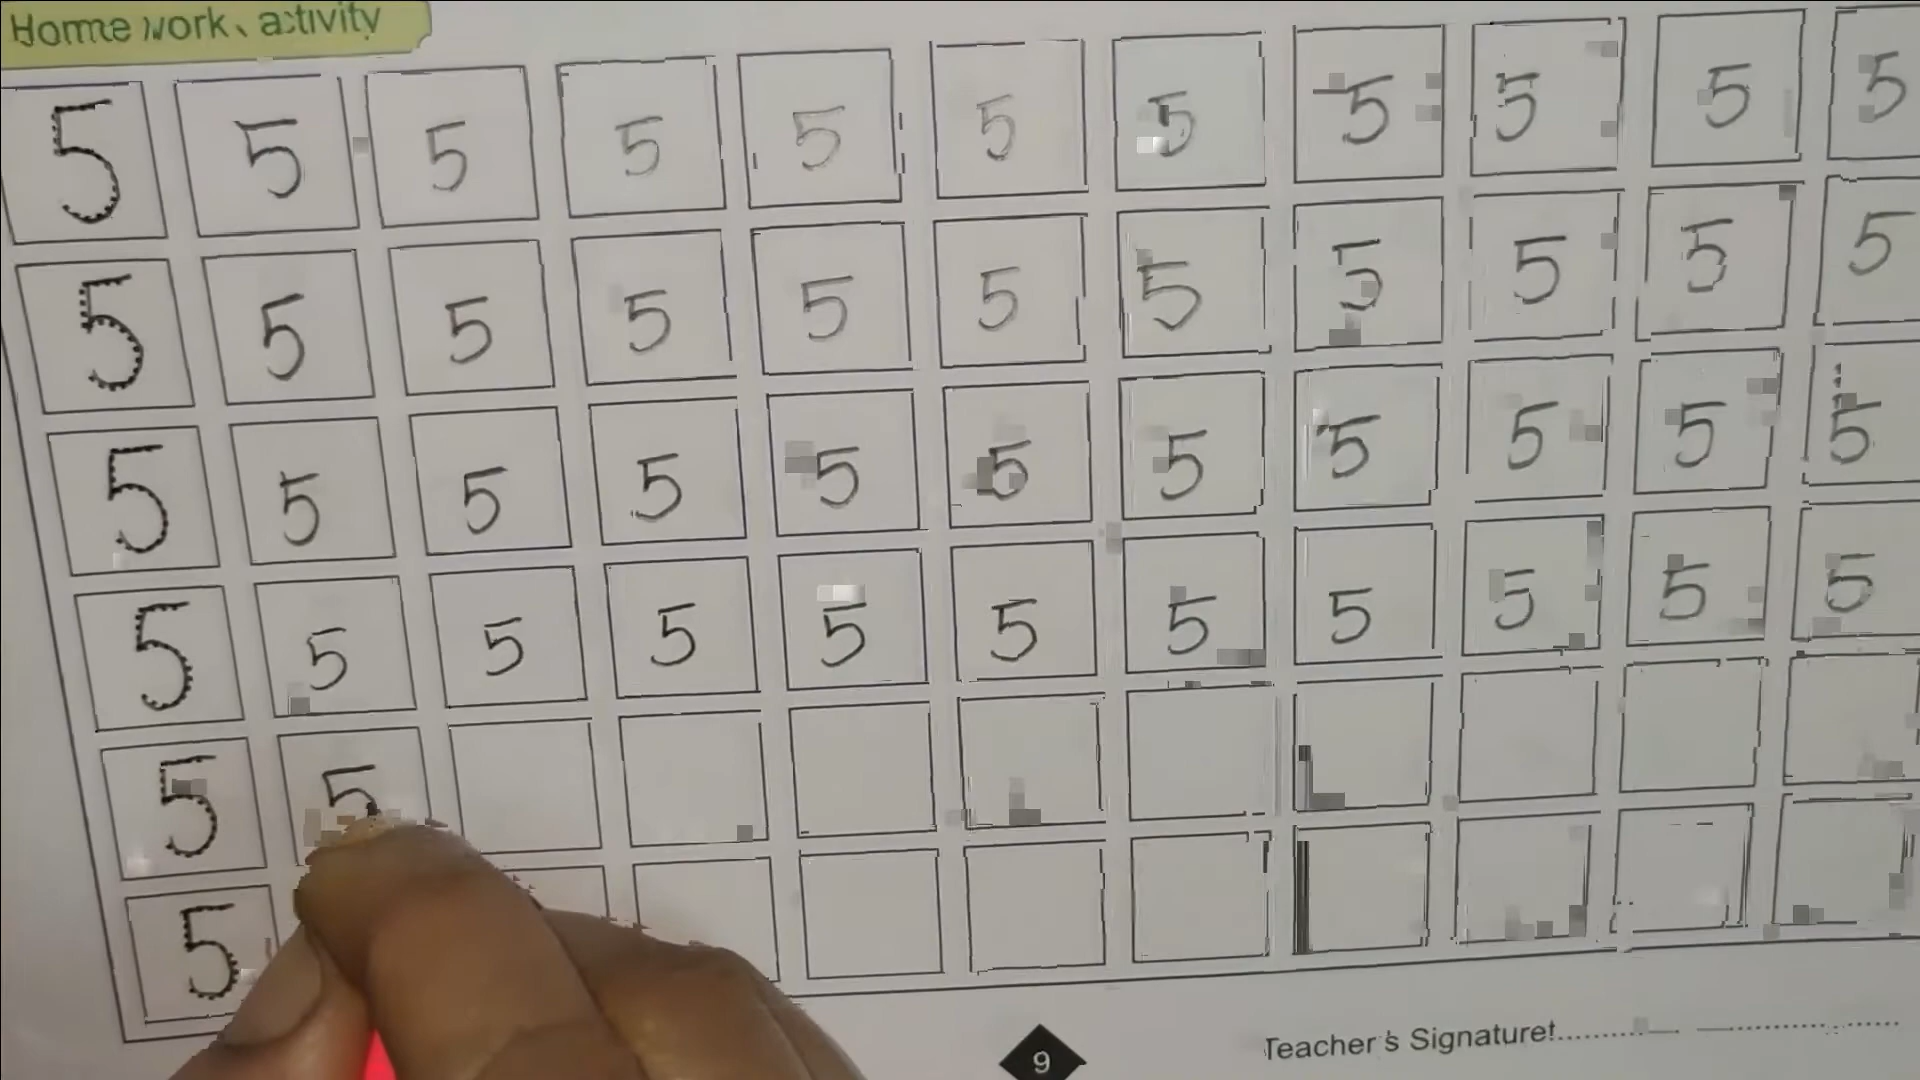 Home work activity
5 5 5 5 5 5 5 5 5 5 5
5 5 5 5 5 5 5 5 5 5 5
5 5 5 5 5 5 5 5 5 5 5
5 5 5 5 5 5 5 5 5 5 5
5 5
5
9 Teacher's Signature:....................